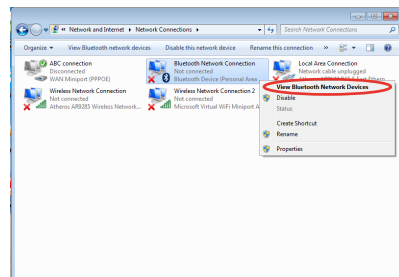 « Network and Internet ▸ Network Connections ▸
Search Network Connections
Organize
View Bluetooth network devices
Disable this network device
Rename this connection
»
ABC connection
Disconnected
WAN Miniport (PPPOE)
Bluetooth Network Connection
Not connected
Bluetooth Device (Personal Area ...
Local Area Connection
Network cable unplugged
Wireless Network Connection
Not connected
Atheros AR9285 Wireless Network...
Wireless Network Connection 2
Not connected
Microsoft Virtual WiFi Miniport A...
View Bluetooth Network Devices
Disable
Status
Create Shortcut
Rename
Properties